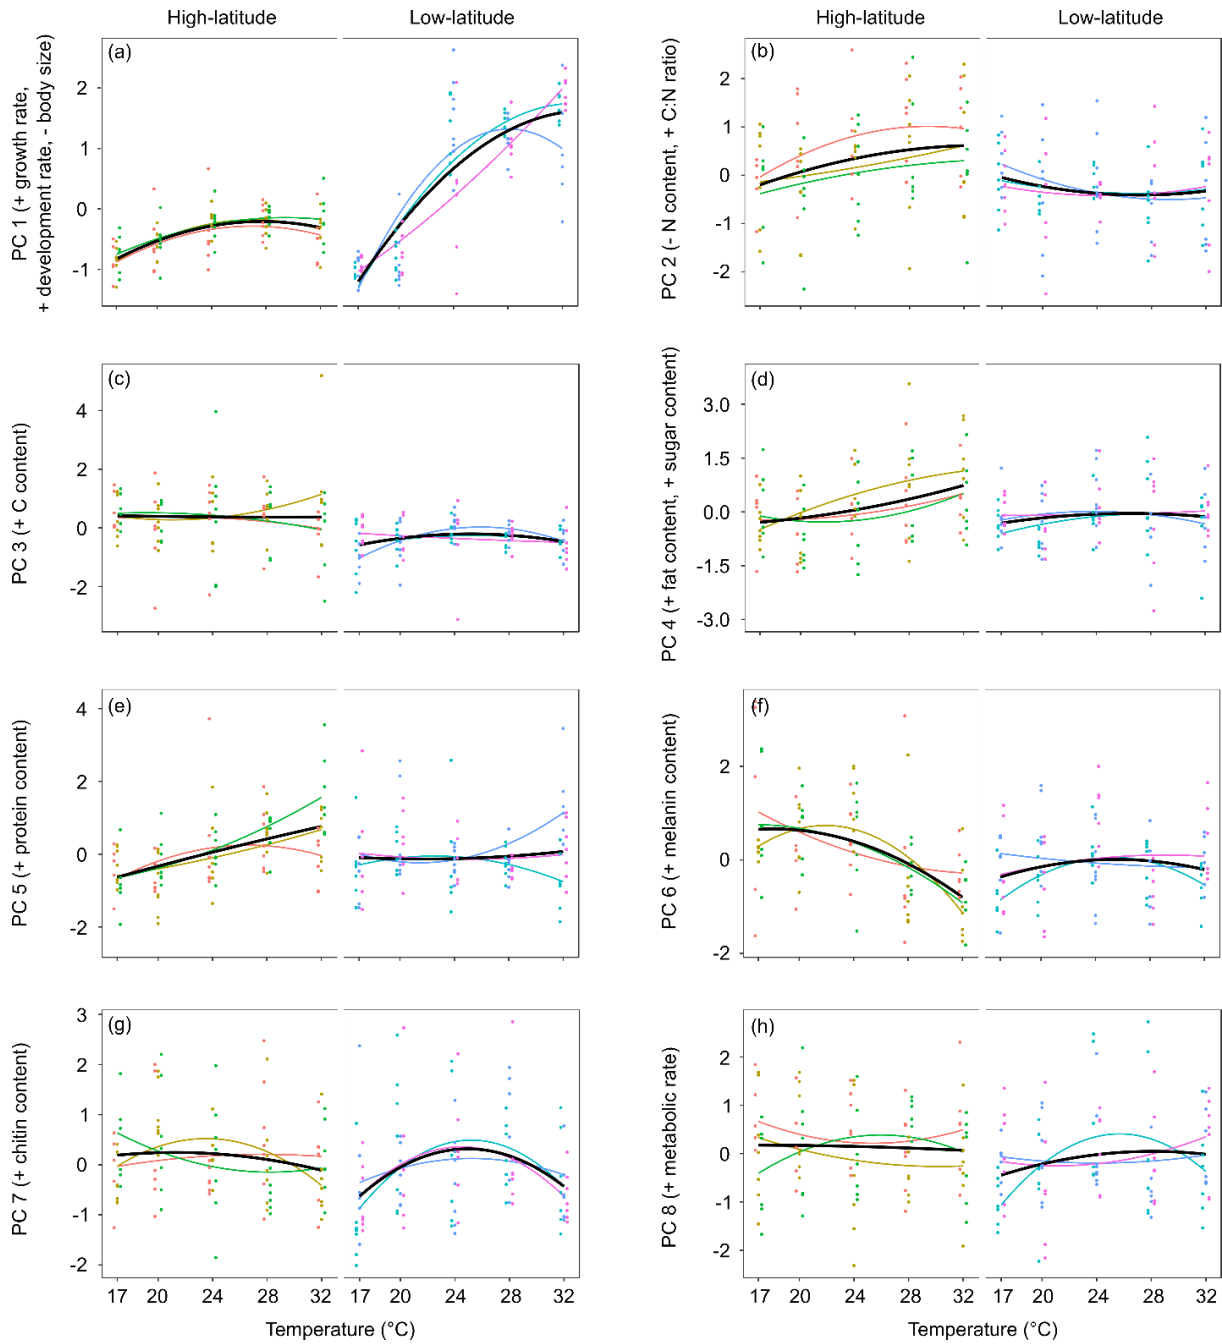 High-latitude Low-latitude High-latitude Low-latitude
(a)
PC 1 (+ growth rate,
+ development rate, - body size)
2
1
0
-1
(b)
PC 2 (- N content, + C:N ratio)
2
1
0
-1
-2
(c)
PC 3 (+ C content)
4
2
0
-2
(d)
PC 4 (+ fat content, + sugar content)
3.0
1.5
0.0
-1.5
-3.0
(e)
PC 5 (+ protein content)
4
2
0
-2
(f)
PC 6 (+ melanin content)
2
0
-2
(g)
PC 7 (+ chitin content)
3
2
1
0
-1
-2
17 20 24 28 32 17 20 24 28 32
Temperature (°C)
(h)
PC 8 (+ metabolic rate)
2
1
0
-1
-2
17 20 24 28 32 17 20 24 28 32
Temperature (°C)